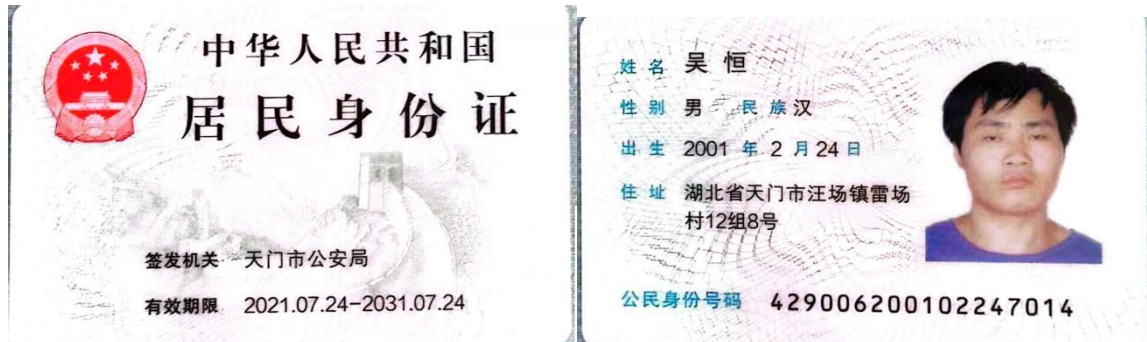 中华人民共和国
居民身份证
签发机关 天门市公安局
有效期限 2021.07.24-2031.07.24
姓名 吴恒
性别 男 民族 汉
出生 2001 年 2 月 24 日
住址 湖北省天门市汪场镇雷场
村12组8号
公民身份号码 429006200102247014